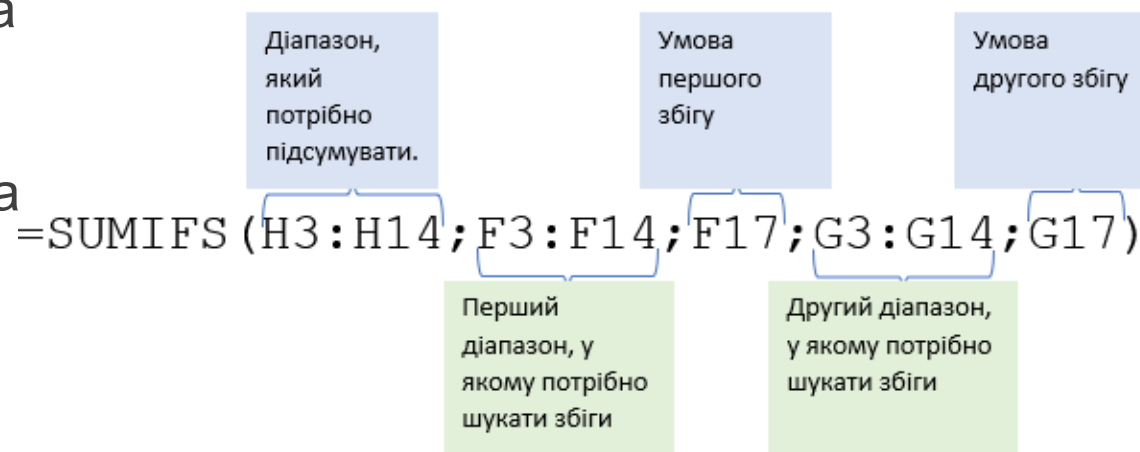 а
Діапазон,
який
потрібно
підсумувати.
Умова
першого
збігу
Умова
другого збігу
а
=SUMIFS(H3:H14;F3:F14;F17;G3:G14;G17)
Перший
діапазон, у
якому потрібно
шукати збіги
Другий діапазон,
у якому потрібно
шукати збіги